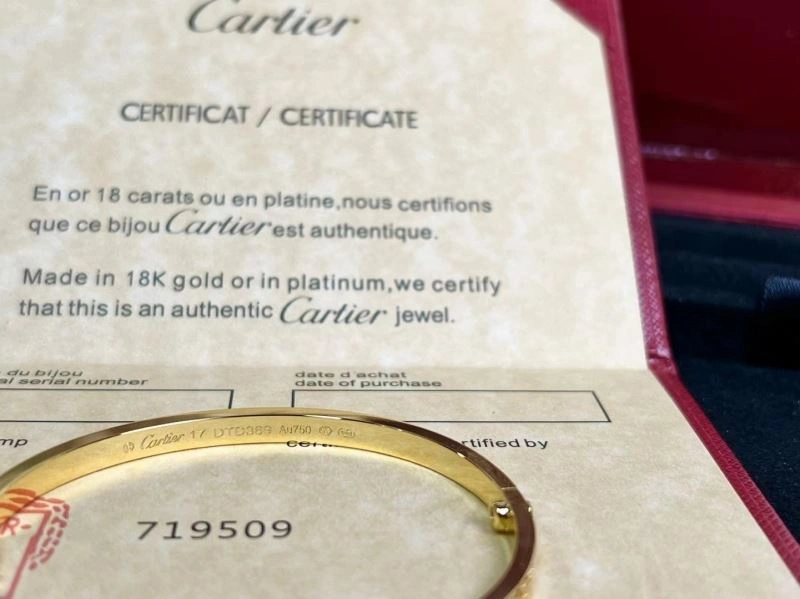 Cartier
CERTIFICAT / CERTIFICATE
En or 18 carats ou en platine,nous certifions
que ce bijou Cartier est authentique.
Made in 18K gold or in platinum,we certify
that this is an authentic Cartier jewel.
du bijou
serial number
date d'achat
date of purchase
Cartier 17 DTD389 Au750
719509